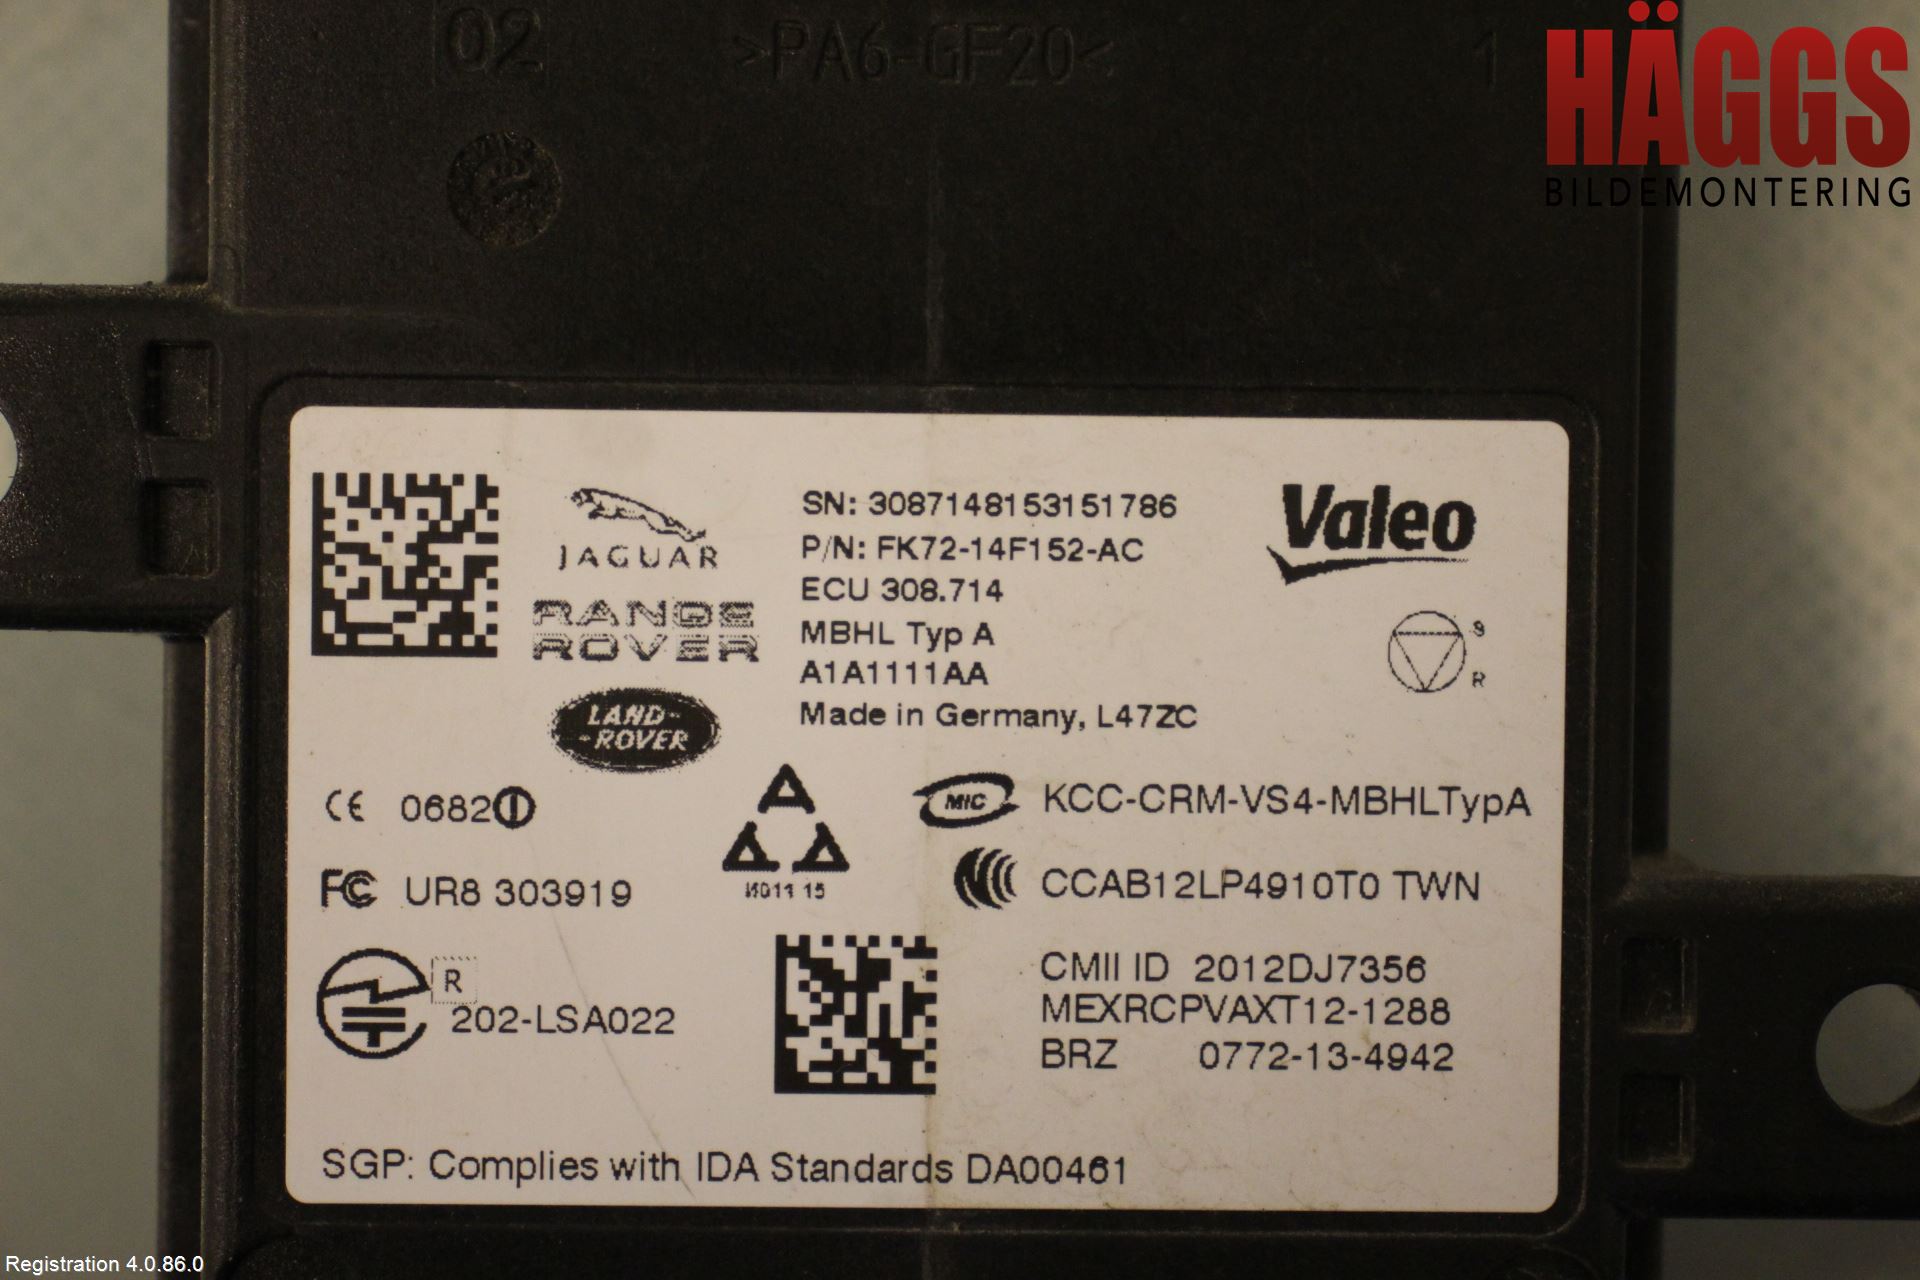 02
>PA6-GF20<
1
HÄGGS
BILDEMONTERING
JAGUAR
RANGE
ROVER
LAND-
-ROVER
SN: 3087148153151786
P/N: FK72-14F152-AC
ECU 308.714
MBHL Typ A
A1A1111AA
Made in Germany, L47ZC
Valeo
9
R
CE 0682
FC UR8 303919
R
202-LSA022
15
MIC KCC-CRM-VS4-MBHLTypA
CCAB12LP4910T0 TWN
CMII ID 2012DJ7356
MEXRCPVAXT12-1288
BRZ 0772-13-4942
SGP: Complies with IDA Standards DA00461
Registration 4.0.86.0